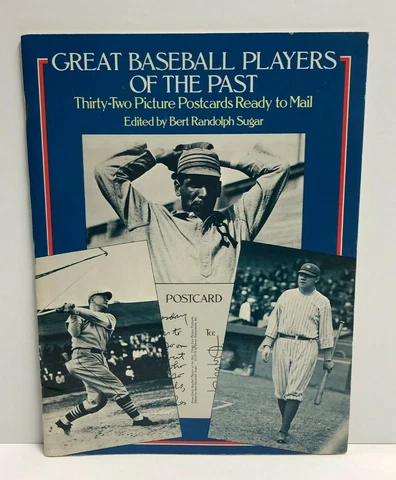 GREAT BASEBALL PLAYERS
OF THE PAST
Thirty-Two Picture Postcards Ready to Mail
Edited by Bert Randolph Sugar
POSTCARD
To: